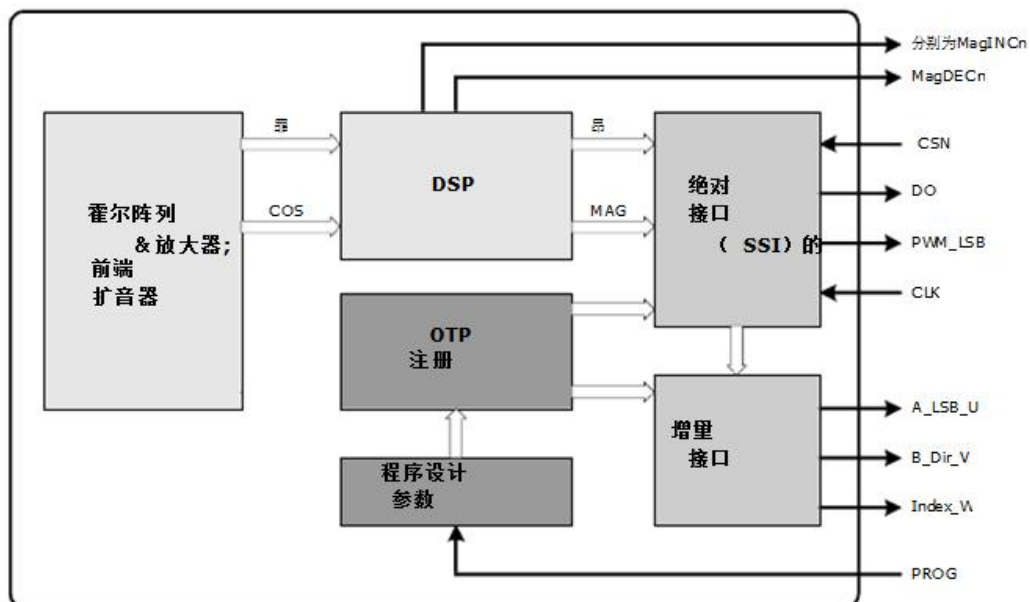 分别为MagINCn
MagDECn
昂
CSN
DSP
霍尔阵列
&放大器;
前端
扩音器
COS
MAG
绝对
接口
( SSI) 的
DO
PWM_LSB
CLK
OTP
注册
增量
接口
A_LSB_U
B_Dir_V
程序设计
参数
Index_W
PROG